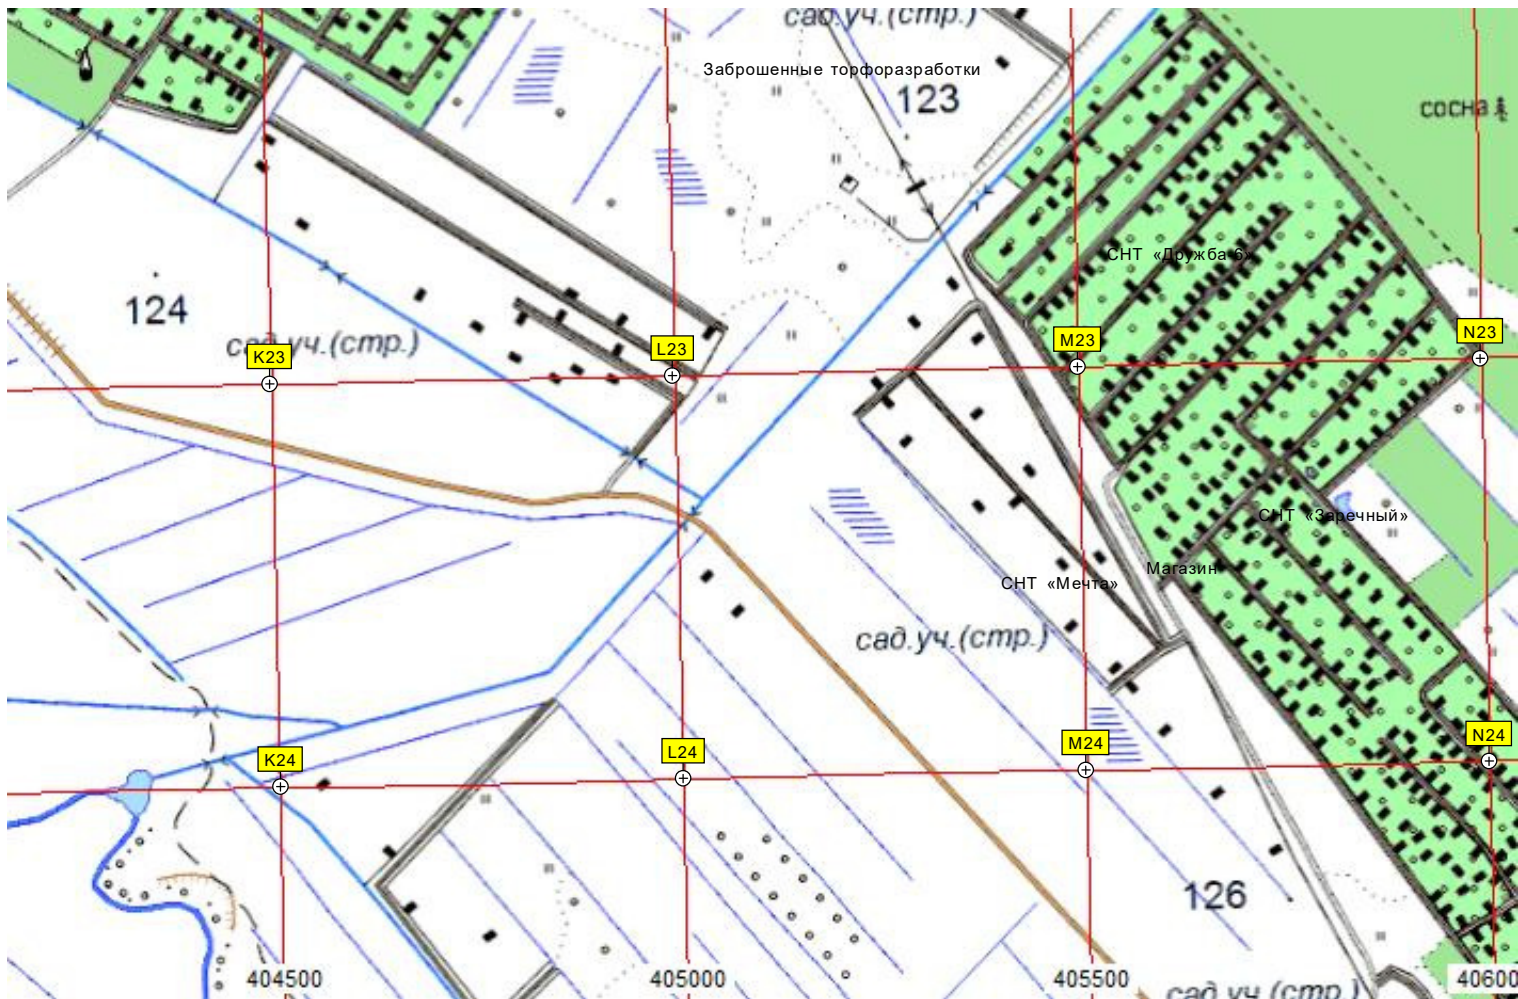 сад.уч.(стр.)
Заброшенные торфоразработки
123
сосна
СНТ «Дружба-6»
124
сад.уч.(стр.)
K23
L23
M23
N23
СНТ «Заречный»
Магазин
СНТ «Мечта»
сад.уч.(стр.)
K24
L24
M24
N24
126
404500
405000
405500
40600
сад.уч.(стр.)